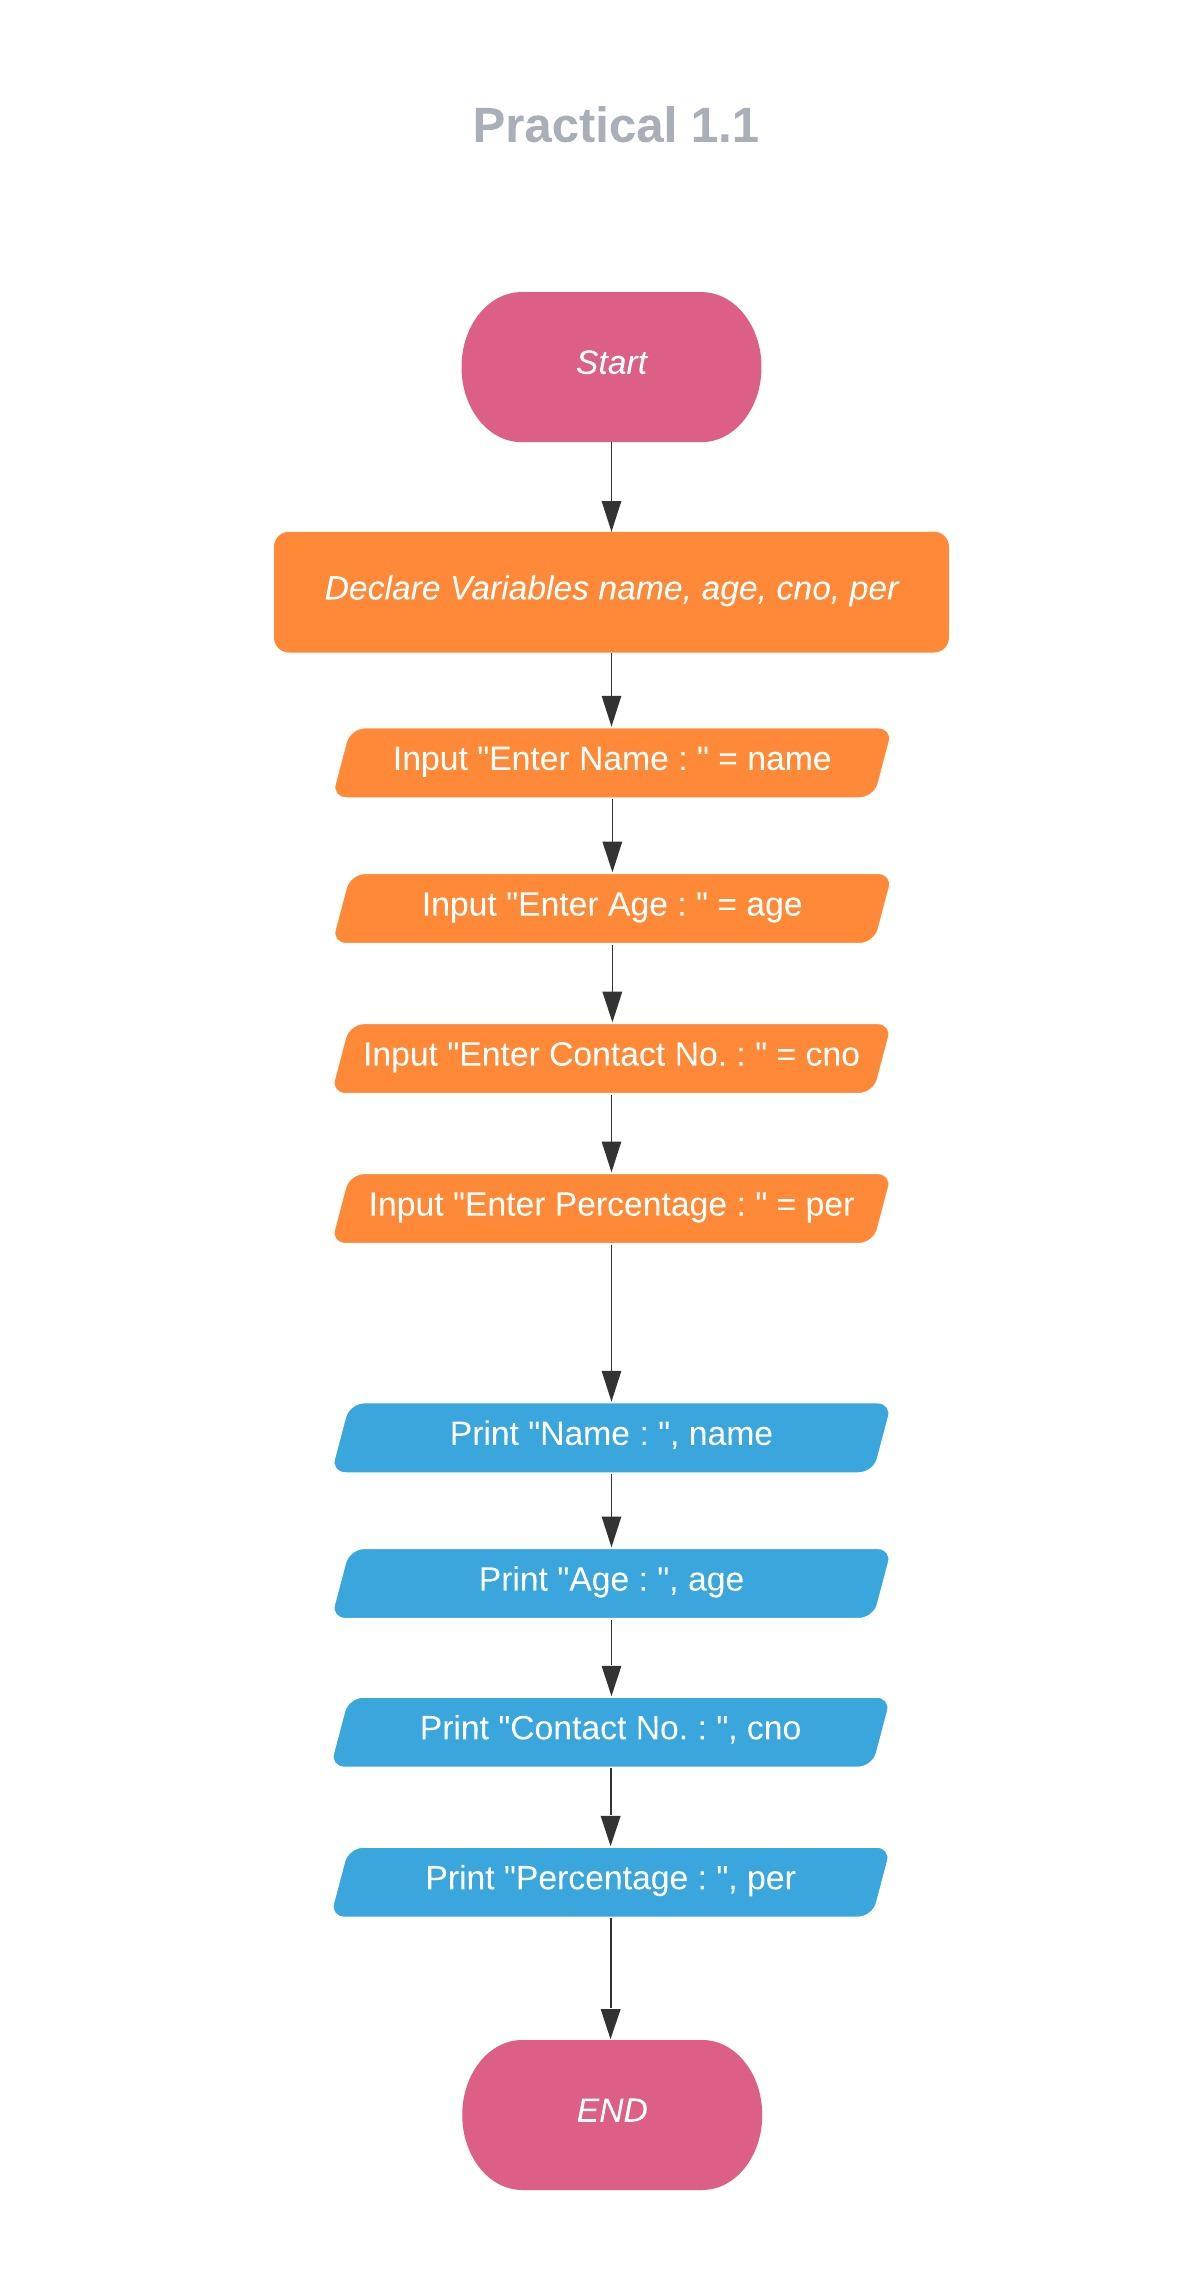 Practical 1.1
Start
Declare Variables name, age, cno, per
Input "Enter Name : " = name
Input "Enter Age : " = age
Input "Enter Contact No. : " = cno
Input "Enter Percentage : " = per
Print "Name : ", name
Print "Age : ", age
Print "Contact No. : ", cno
Print "Percentage : ", per
END